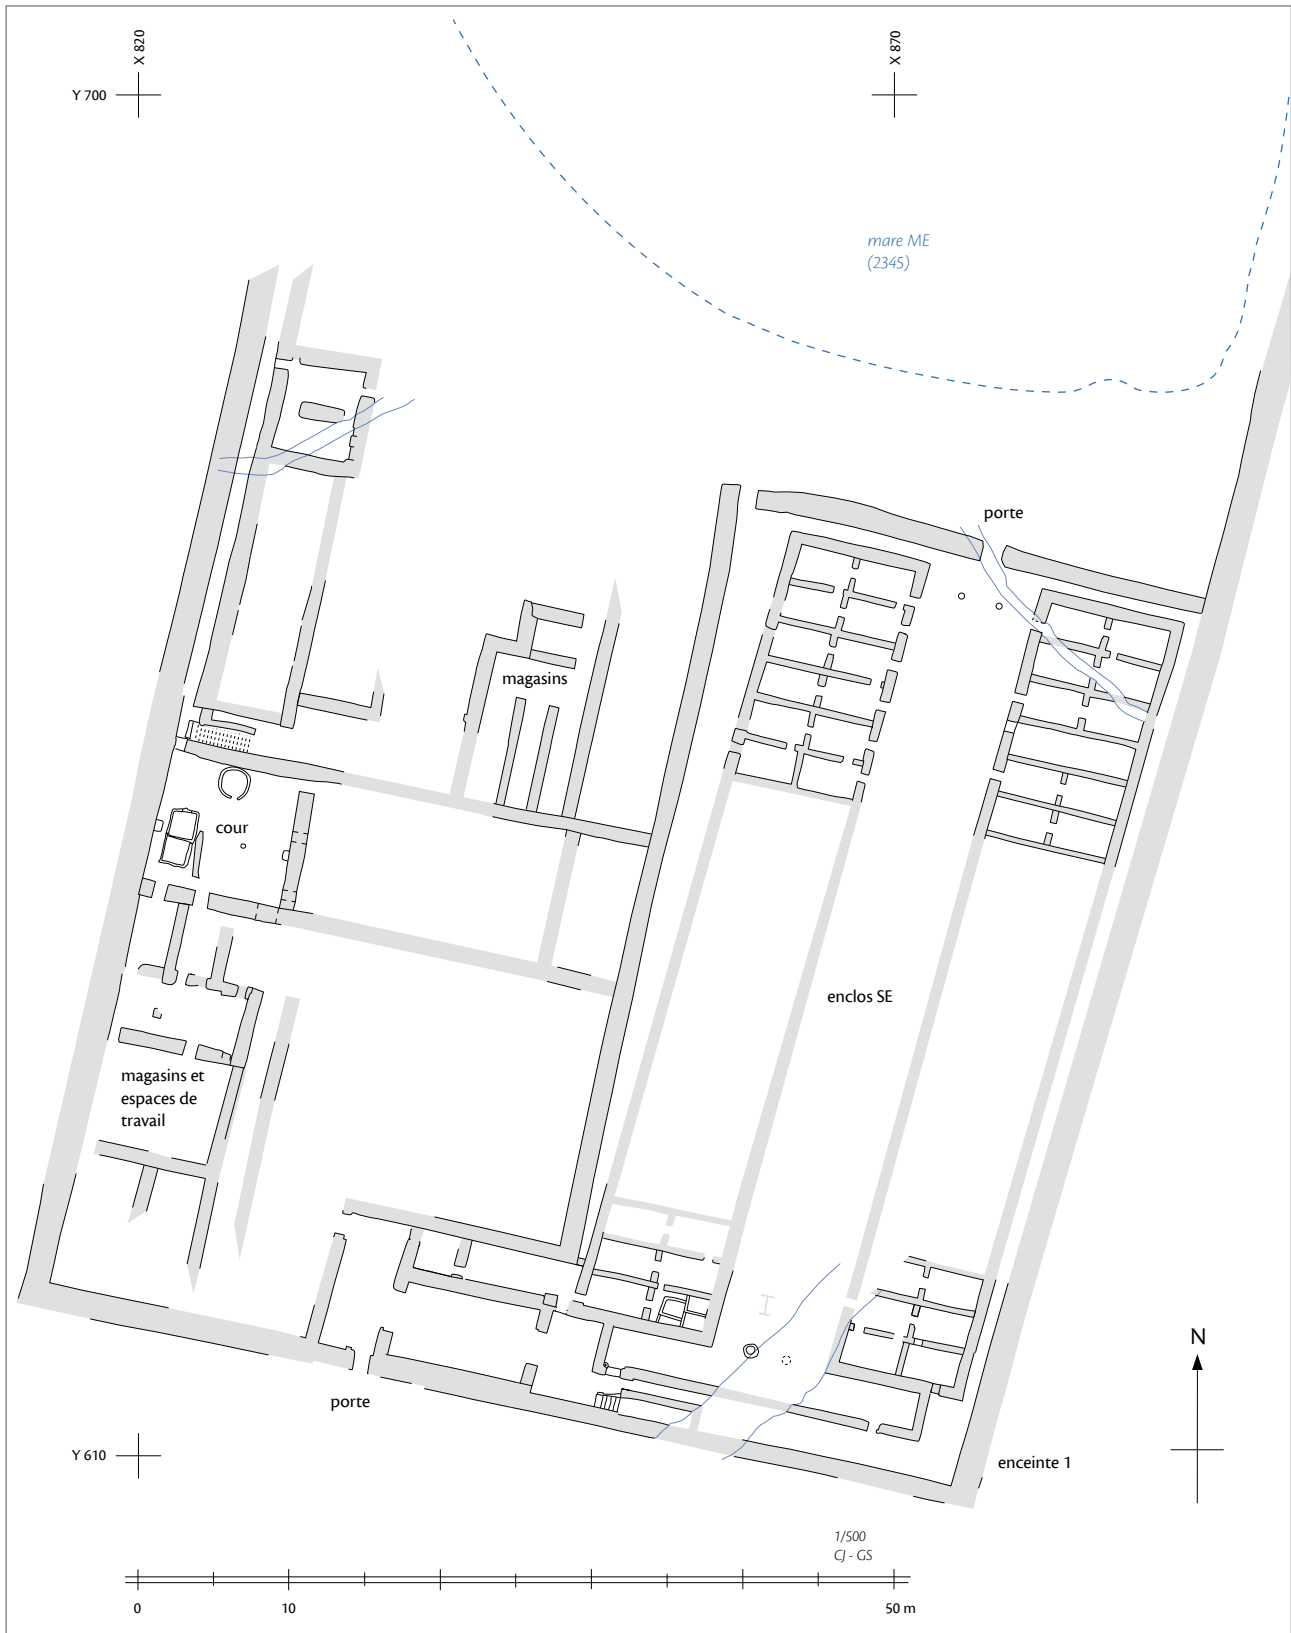 X 820
X 870
Y 700
mare ME
(2345)
porte
magasins
cour
enclos SE
magasins et
espaces de
travail
N
porte
Y 610
enceinte 1
1/500
CJ - GS
0
10
50 m